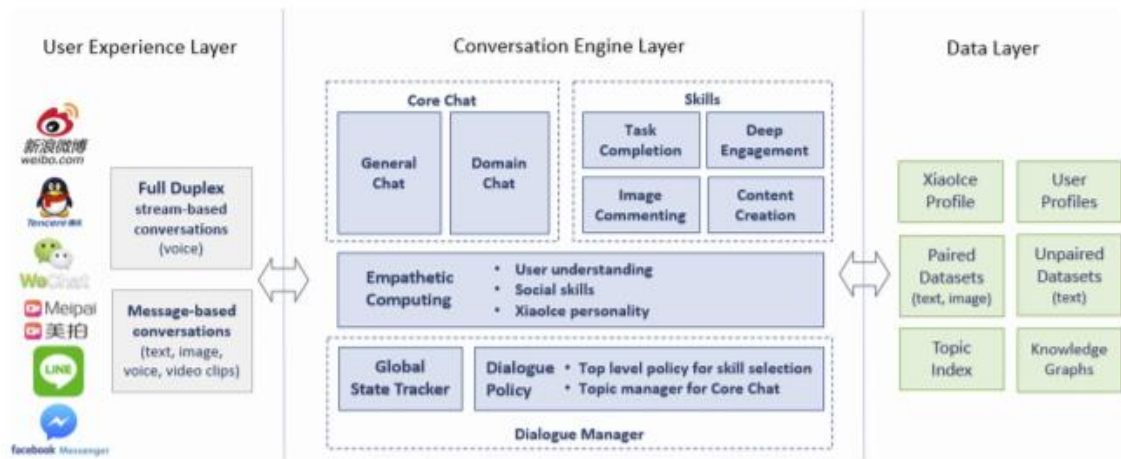 User Experience Layer
Conversation Engine Layer
Data Layer
新浪微博
weibo.com
Tencent 腾讯
WeChat
Meipai
美拍
LINE
facebook Messenger
Full Duplex
stream-based
conversations
(voice)
Message-based
conversations
(text, image,
voice, video clips)
Core Chat
General
Chat
Domain
Chat
Skills
Task
Completion
Deep
Engagement
Image
Commenting
Content
Creation
Empathetic
Computing
• User understanding
• Social skills
• XiaoIce personality
Global
State Tracker
Dialogue
Policy
• Top level policy for skill selection
• Topic manager for Core Chat
Dialogue Manager
XiaoIce
Profile
User
Profiles
Paired
Datasets
(text, image)
Unpaired
Datasets
(text)
Topic
Index
Knowledge
Graphs